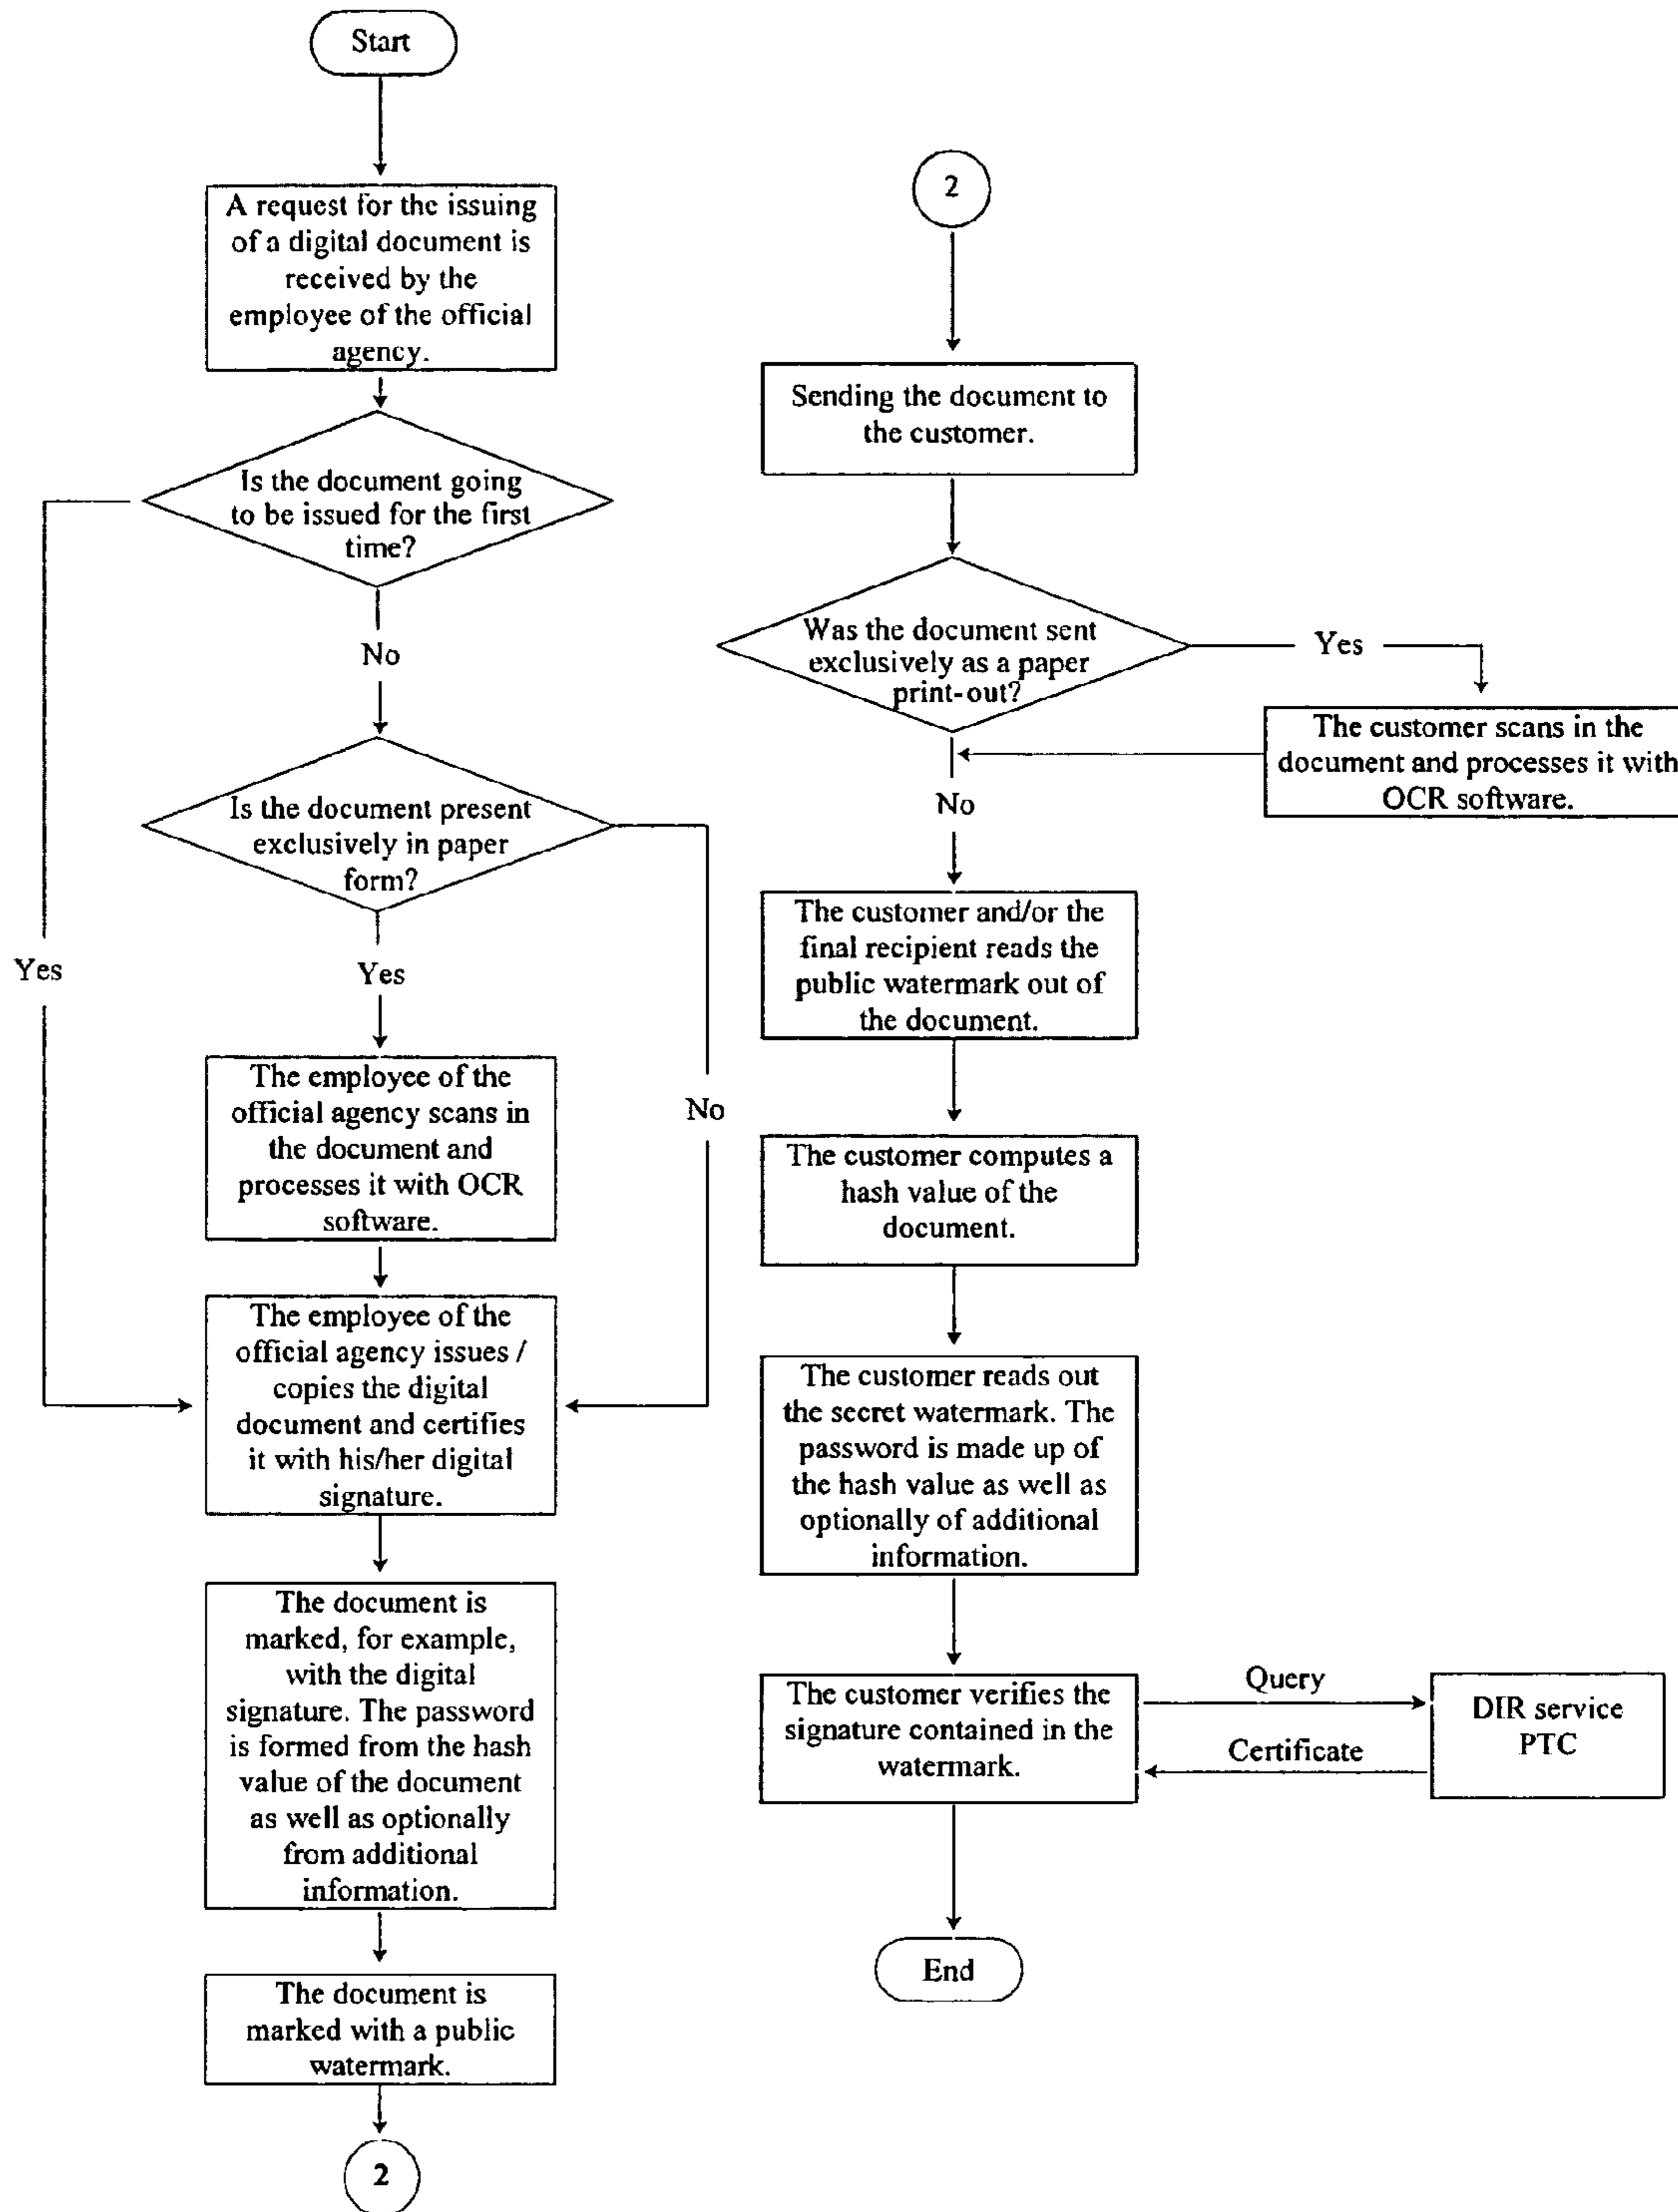 Start
A request for the issuing
of a digital document is
received by the
employee of the official
agency.
Is the document going
to be issued for the first
time?
No
Is the document present
exclusively in paper
form?
Yes
Yes
No
The employee of the
official agency scans in
the document and
processes it with OCR
software.
The employee of the
official agency issues /
copies the digital
document and certifies
it with his/her digital
signature.
The document is
marked, for example,
with the digital
signature. The password
is formed from the hash
value of the document
as well as optionally
from additional
information.
The document is
marked with a public
watermark.
2
2
Sending the document to
the customer.
Was the document sent
exclusively as a paper
print-out?
Yes
The customer scans in the
document and processes it with
OCR software.
No
The customer and/or the
final recipient reads the
public watermark out of
the document.
The customer computes a
hash value of the
document.
The customer reads out
the secret watermark. The
password is made up of
the hash value as well as
optionally of additional
information.
The customer verifies the
signature contained in the
watermark.
Query
Certificate
DIR service
PTC
End